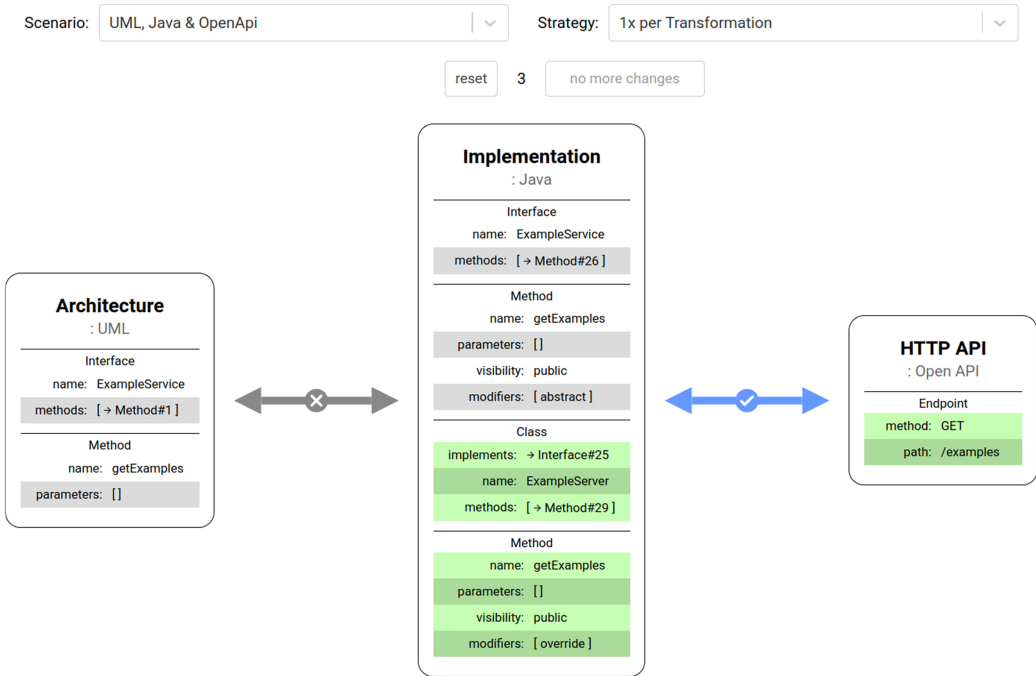 Scenario: UML, Java & OpenApi Strategy: 1x per Transformation
reset 3 no more changes
Architecture
: UML
Interface
name: ExampleService
methods: [ → Method#1 ]
Method
name: getExamples
parameters: [ ]
Implementation
: Java
Interface
name: ExampleService
methods: [ → Method#26 ]
Method
name: getExamples
parameters: [ ]
visibility: public
modifiers: [ abstract ]
Class
implements: → Interface#25
name: ExampleServer
methods: [ → Method#29 ]
Method
name: getExamples
parameters: [ ]
visibility: public
modifiers: [ override ]
HTTP API
: Open API
Endpoint
method: GET
path: /examples